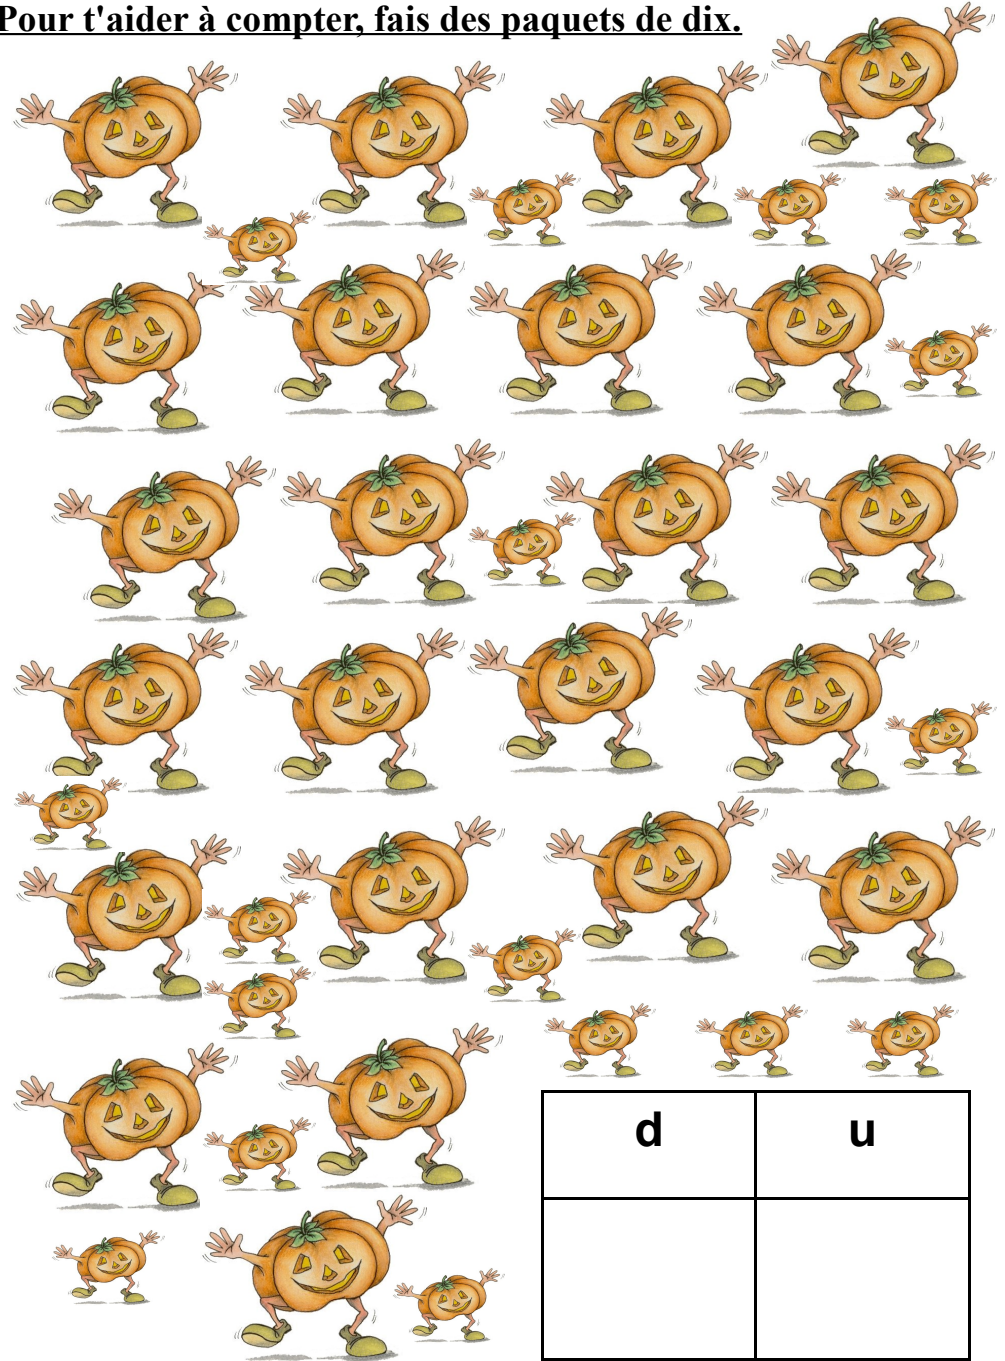 Pour t'aider à compter, fais des paquets de dix.
d u